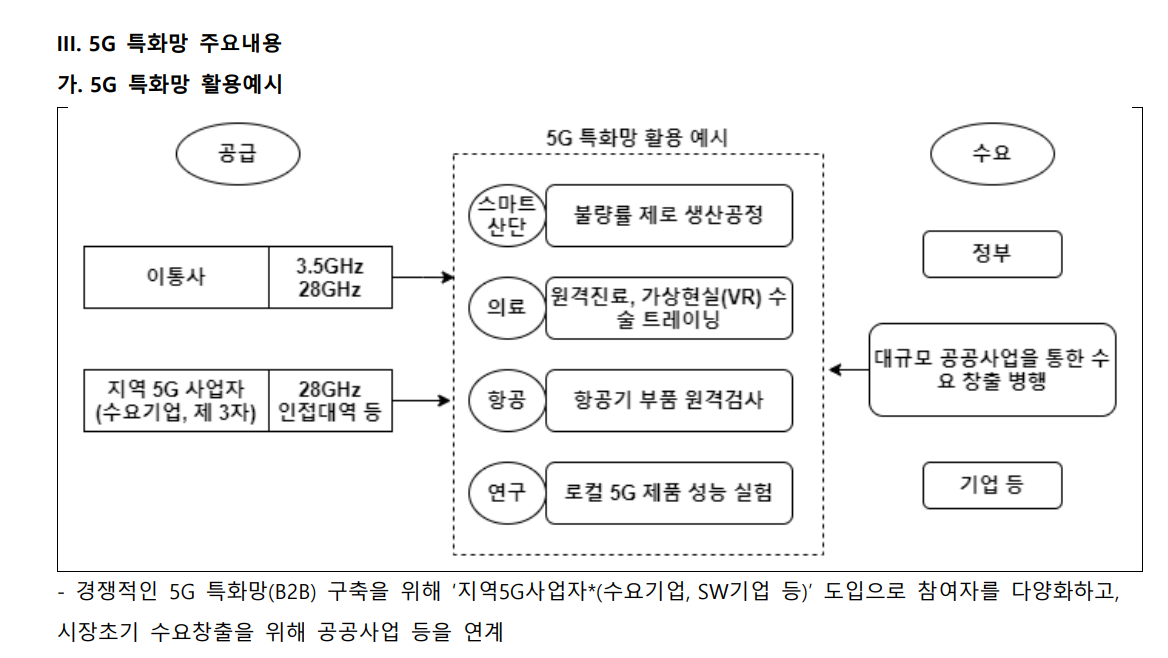 III. 5G 특화망 주요내용
가. 5G 특화망 활용예시
공급
5G 특화망 활용 예시
수요
스마트
산단
불량률 제로 생산공정
정부
이통사
3.5GHz
28GHz
의료
원격진료, 가상현실(VR) 수
술 트레이닝
대규모 공공사업을 통한 수
요 창출 병행
지역 5G 사업자
(수요기업, 제 3자)
28GHz
인접대역 등
항공
항공기 부품 원격검사
연구
로컬 5G 제품 성능 실험
기업 등
- 경쟁적인 5G 특화망(B2B) 구축을 위해 ‘지역5G사업자*(수요기업, SW기업 등)’ 도입으로 참여자를 다양화하고,
시장초기 수요창출을 위해 공공사업 등을 연계